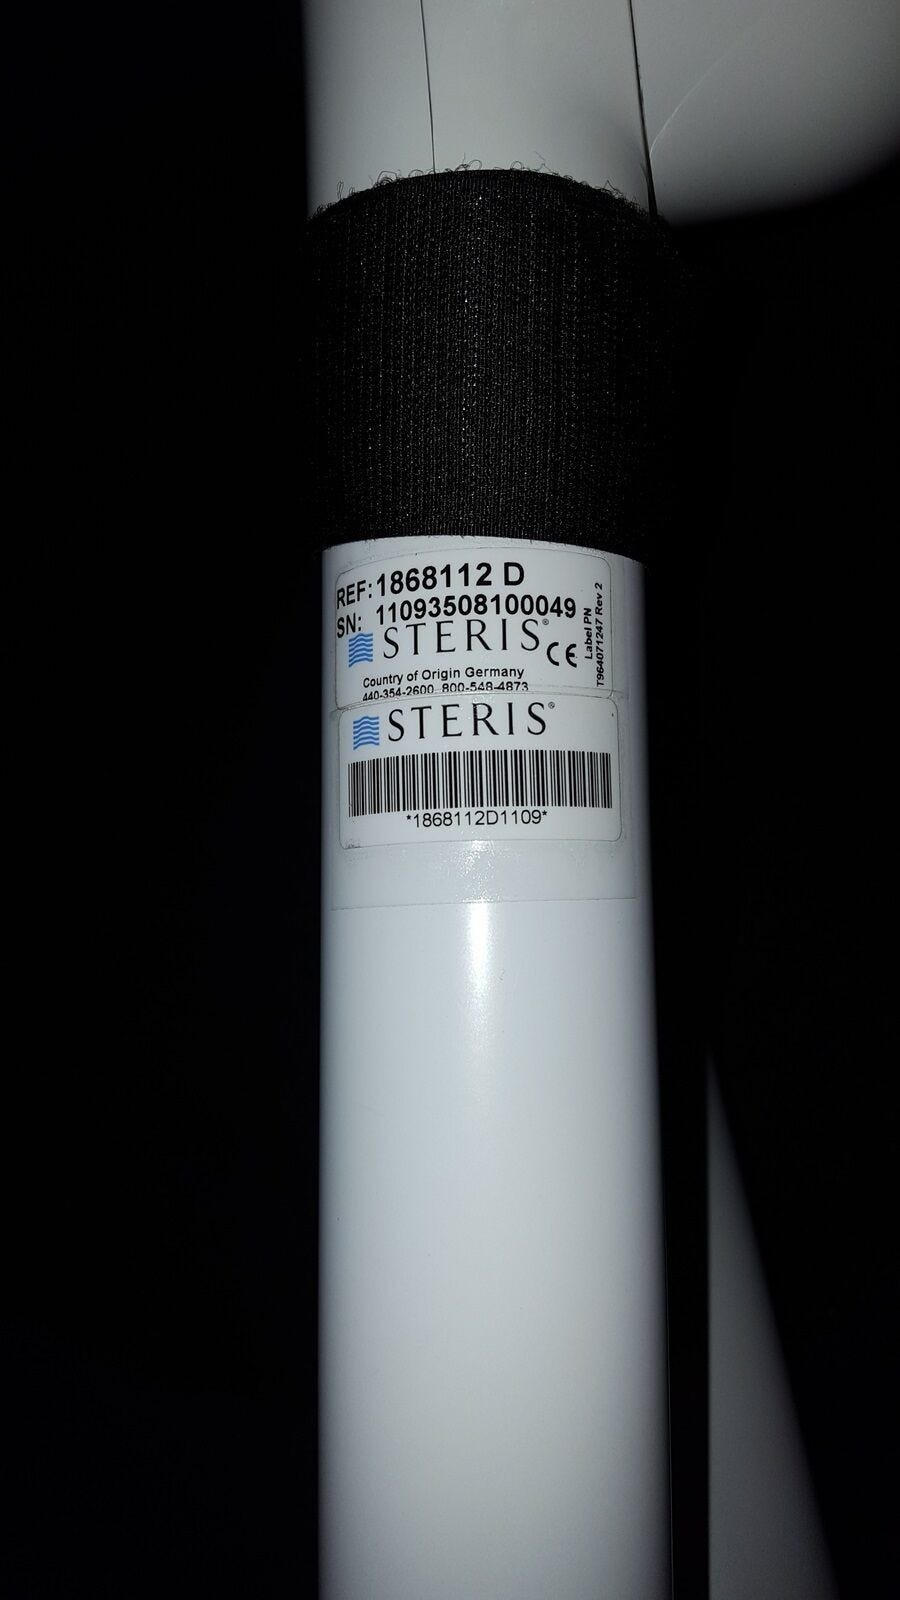 REF: 1868112 D
SN: 11093508100049
STERIS®
CE
Country of Origin Germany
440-354-2600 800-548-4873
Label PN
T964071247 Rev 2
STERIS®
*1868112D1109*